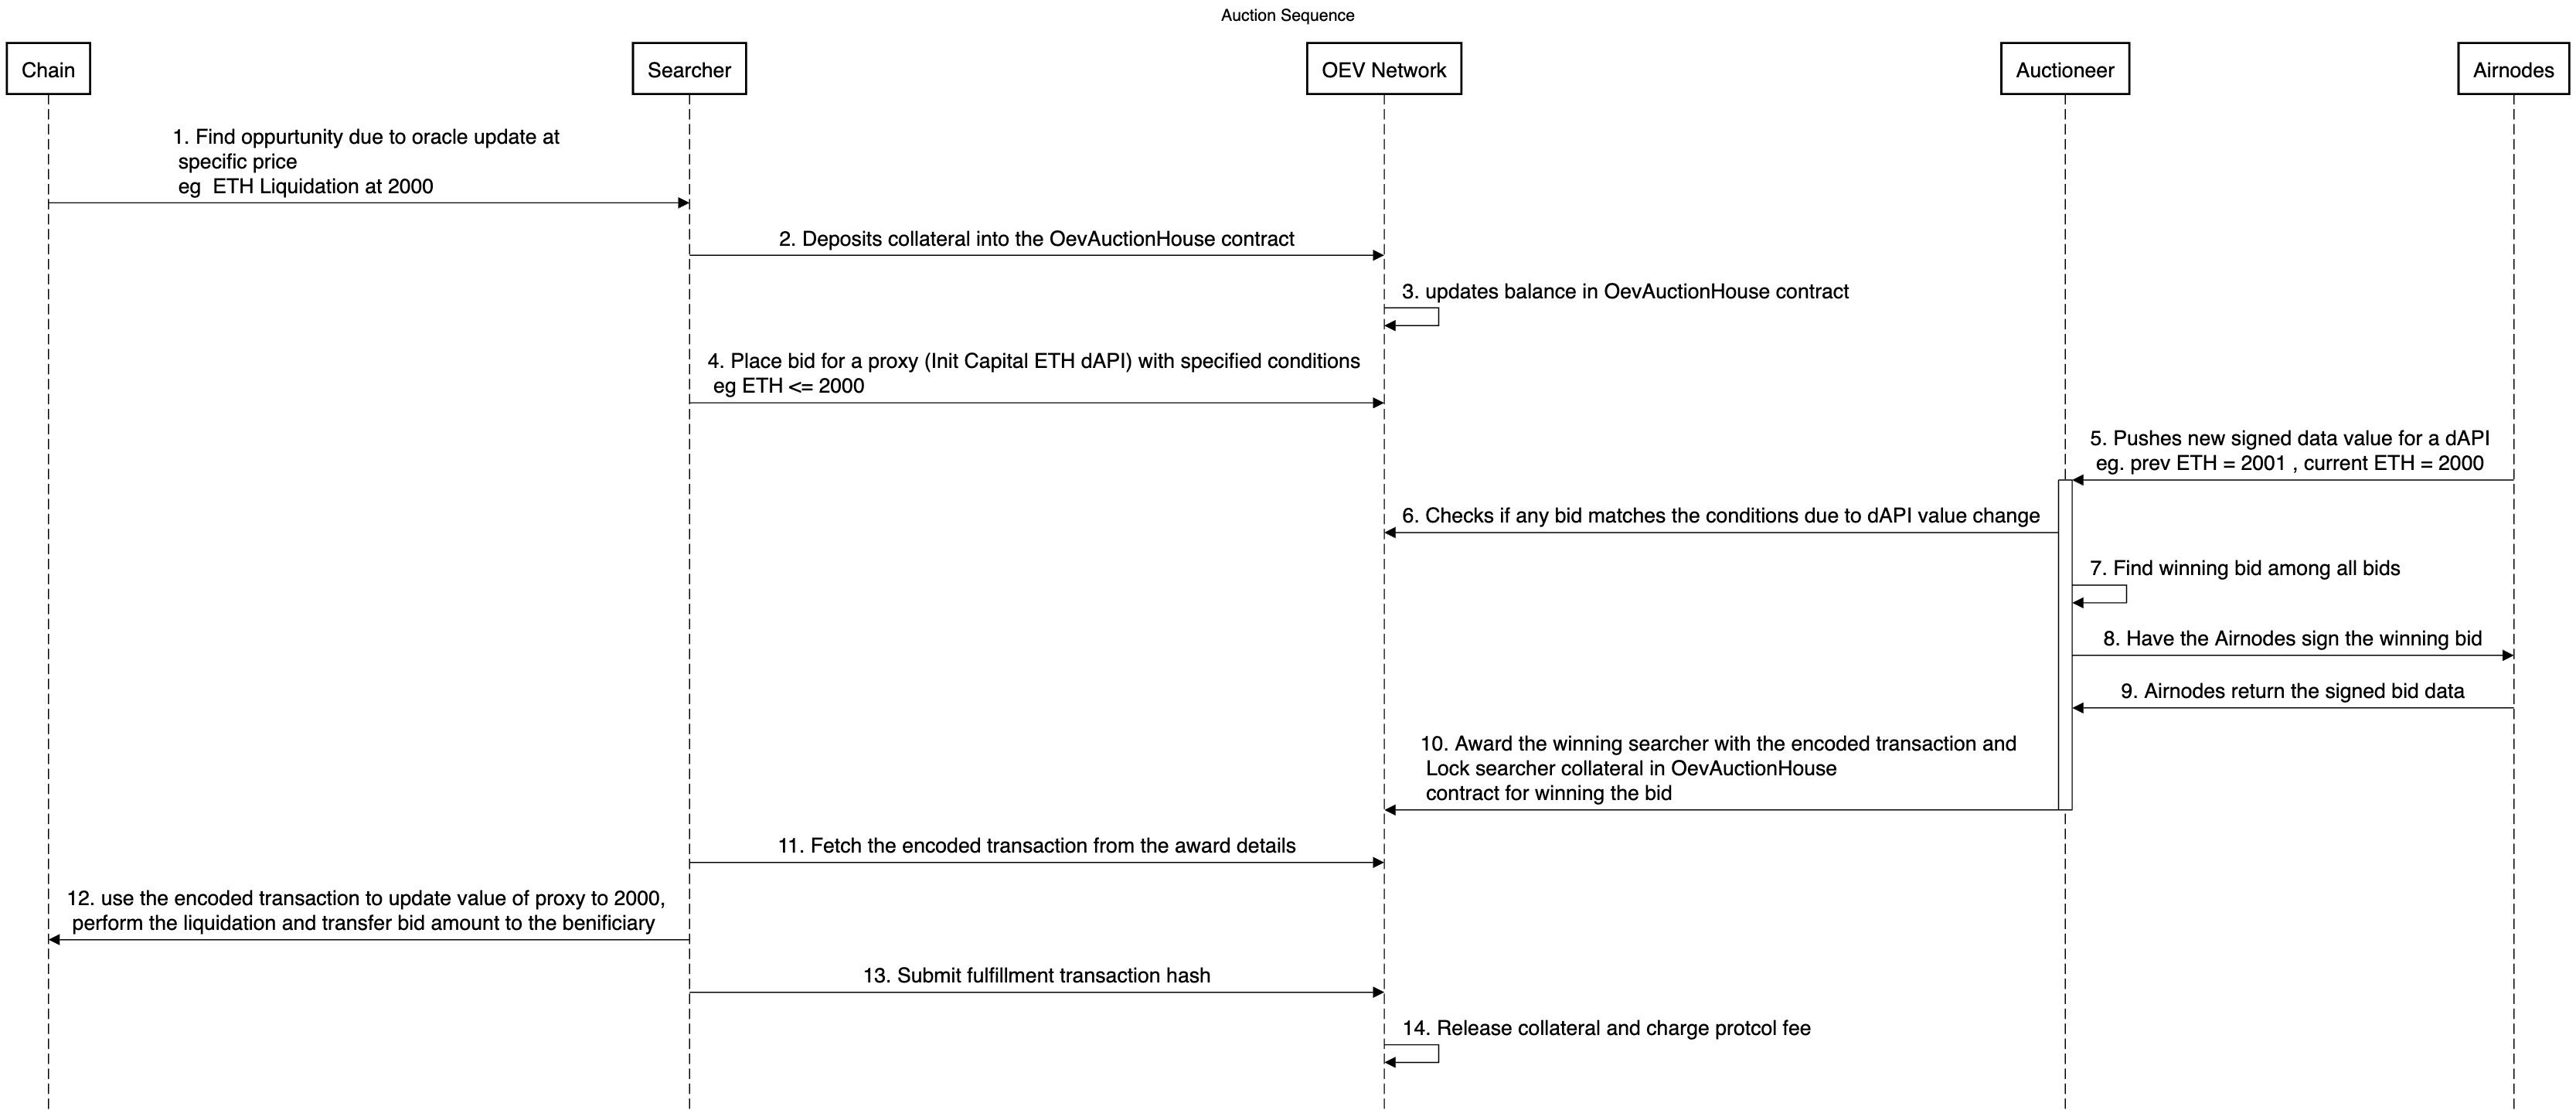 Auction Sequence
Chain
Searcher
OEV Network
Auctioneer
Airnodes
1. Find oppurtunity due to oracle update at
specific price
eg  ETH Liquidation at 2000
2. Deposits collateral into the OevAuctionHouse contract
3. updates balance in OevAuctionHouse contract
4. Place bid for a proxy (Init Capital ETH dAPI) with specified conditions
eg ETH <= 2000
5. Pushes new signed data value for a dAPI
eg. prev ETH = 2001 , current ETH = 2000
6. Checks if any bid matches the conditions due to dAPI value change
7. Find winning bid among all bids
8. Have the Airnodes sign the winning bid
9. Airnodes return the signed bid data
10. Award the winning searcher with the encoded transaction and
Lock searcher collateral in OevAuctionHouse
contract for winning the bid
11. Fetch the encoded transaction from the award details
12. use the encoded transaction to update value of proxy to 2000,
perform the liquidation and transfer bid amount to the benificiary
13. Submit fulfillment transaction hash
14. Release collateral and charge protcol fee